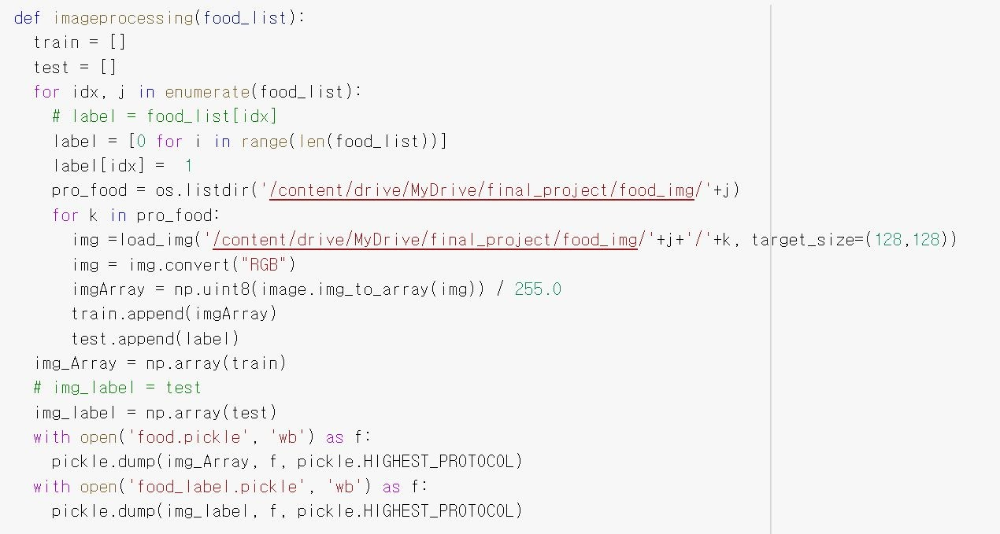 def imageprocessing(food_list):
  train = []
  test = []
  for idx, j in enumerate(food_list):
    # label = food_list[idx]
    label = [0 for i in range(len(food_list))]
    label[idx] =  1
    pro_food = os.listdir('/content/drive/MyDrive/final_project/food_img/'+j)
    for k in pro_food:
      img =load_img('/content/drive/MyDrive/final_project/food_img/'+j+'/'+k, target_size=(128,128))
      img = img.convert("RGB")
      imgArray = np.uint8(image.img_to_array(img)) / 255.0
      train.append(imgArray)
      test.append(label)
  img_Array = np.array(train)
  # img_label = test
  img_label = np.array(test)
  with open('food.pickle', 'wb') as f:
    pickle.dump(img_Array, f, pickle.HIGHEST_PROTOCOL)
  with open('food_label.pickle', 'wb') as f:
    pickle.dump(img_label, f, pickle.HIGHEST_PROTOCOL)